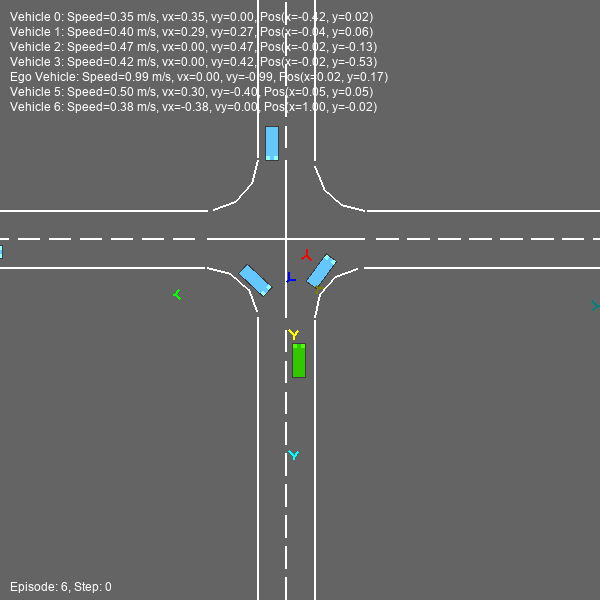 Vehicle 0: Speed=0.35 m/s, vx=0.35, vy=0.00, Pos(x=-0.42, y=0.02)
Vehicle 1: Speed=0.40 m/s, vx=0.29, vy=0.27, Pos(x=-0.04, y=0.06)
Vehicle 2: Speed=0.47 m/s, vx=0.00, vy=0.47, Pos(x=-0.02, y=-0.13)
Vehicle 3: Speed=0.42 m/s, vx=0.00, vy=0.42, Pos(x=-0.02, y=-0.53)
Ego Vehicle: Speed=0.99 m/s, vx=0.00, vy=-0.99, Pos(x=0.02, y=0.17)
Vehicle 5: Speed=0.50 m/s, vx=0.30, vy=-0.40, Pos(x=0.05, y=0.05)
Vehicle 6: Speed=0.38 m/s, vx=-0.38, vy=0.00, Pos(x=1.00, y=-0.02)
Episode: 6, Step: 0